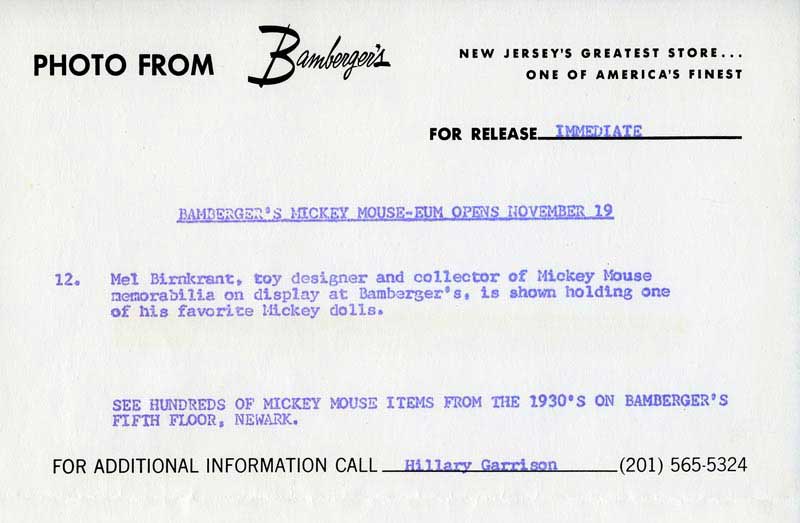 PHOTO FROM Bamberger's
NEW JERSEY'S GREATEST STORE...
ONE OF AMERICA'S FINEST
FOR RELEASE IMMEDIATE
BAMBERGER'S MICKEY MOUSE-EUM OPENS NOVEMBER 19
12. Mel Birnkrant, toy designer and collector of Mickey Mouse
memorabilia on display at Bamberger's, is shown holding one
of his favorite Mickey dolls.
SEE HUNDREDS OF MICKEY MOUSE ITEMS FROM THE 1930'S ON BAMBERGER'S
FIFTH FLOOR, NEWARK.
FOR ADDITIONAL INFORMATION CALL Hillary Garrison (201) 565-5324